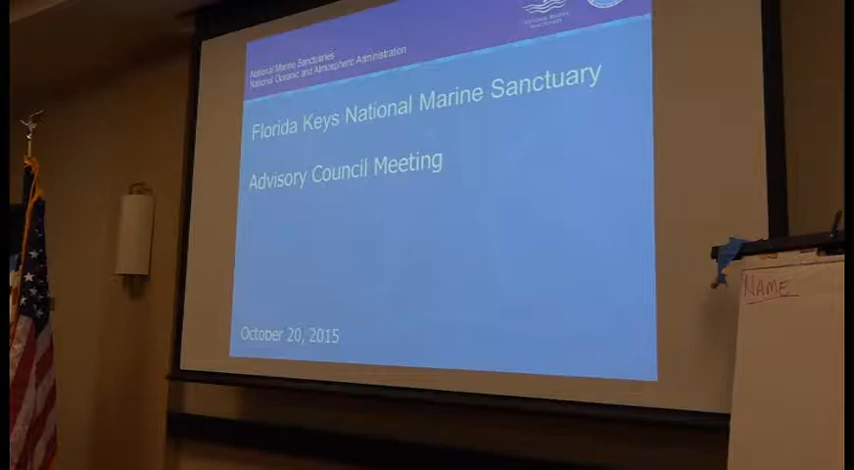 National Marine Sanctuaries
National Oceanic and Atmospheric Administration
Florida Keys National Marine Sanctuary
Advisory Council Meeting
October 20, 2015
NAME